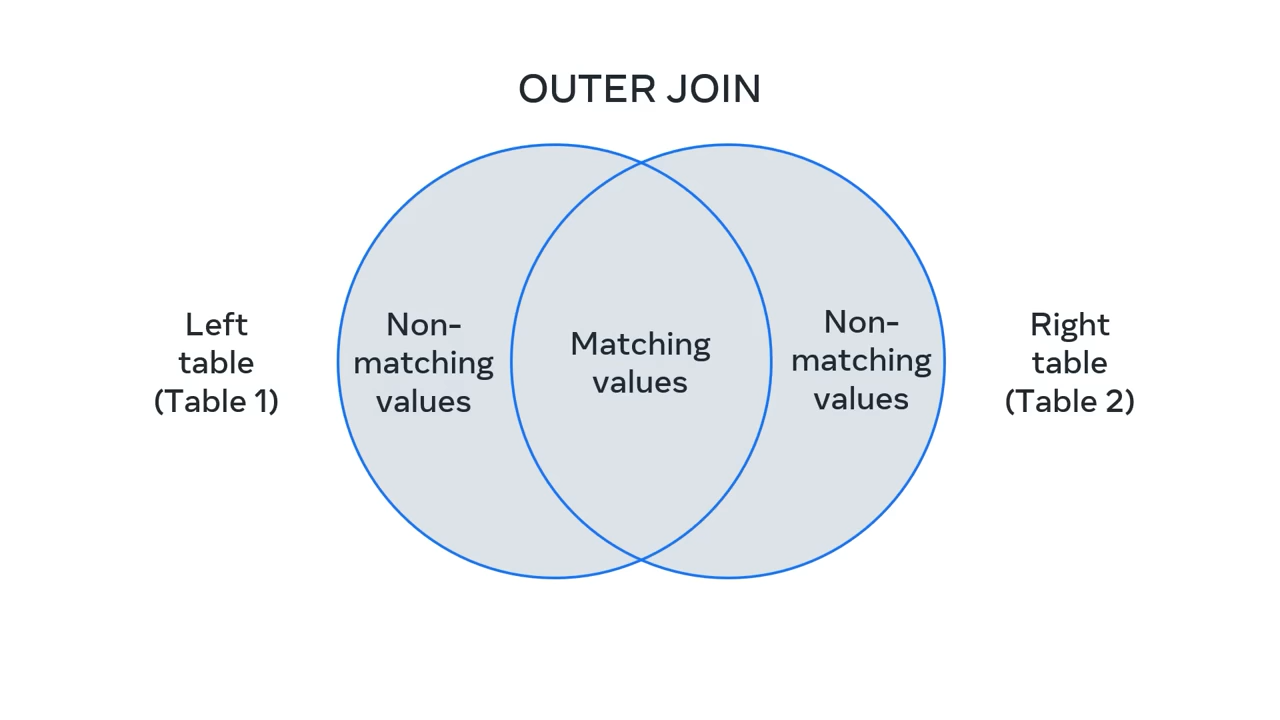 OUTER JOIN
Left
table
(Table 1)
Non-
matching
values
Matching
values
Non-
matching
values
Right
table
(Table 2)